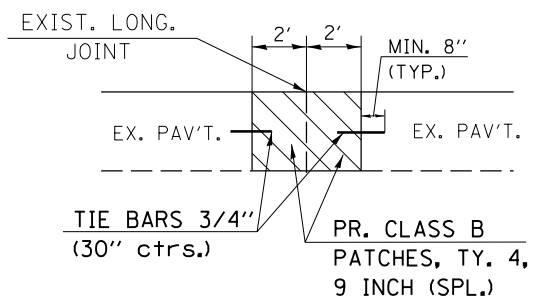 EXIST. LONG.
JOINT
2' 2'
MIN. 8"
(TYP.)
EX. PAV'T. EX. PAV'T.
TIE BARS 3/4"
(30" ctrs.)
PR. CLASS B
PATCHES, TY. 4,
9 INCH (SPL.)